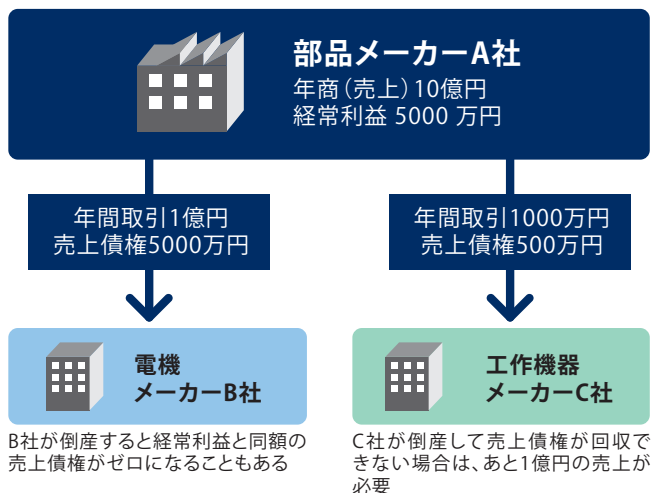 部品メーカーA社
年商（売上）10億円
経常利益 5000 万円
年間取引1億円
売上債権5000万円
年間取引1000万円
売上債権500万円
電機
メーカーB社
工作機器
メーカーC社
B社が倒産すると経常利益と同額の
売上債権がゼロになることもある
C社が倒産して売上債権が回収で
きない場合は、あと1億円の売上が
必要